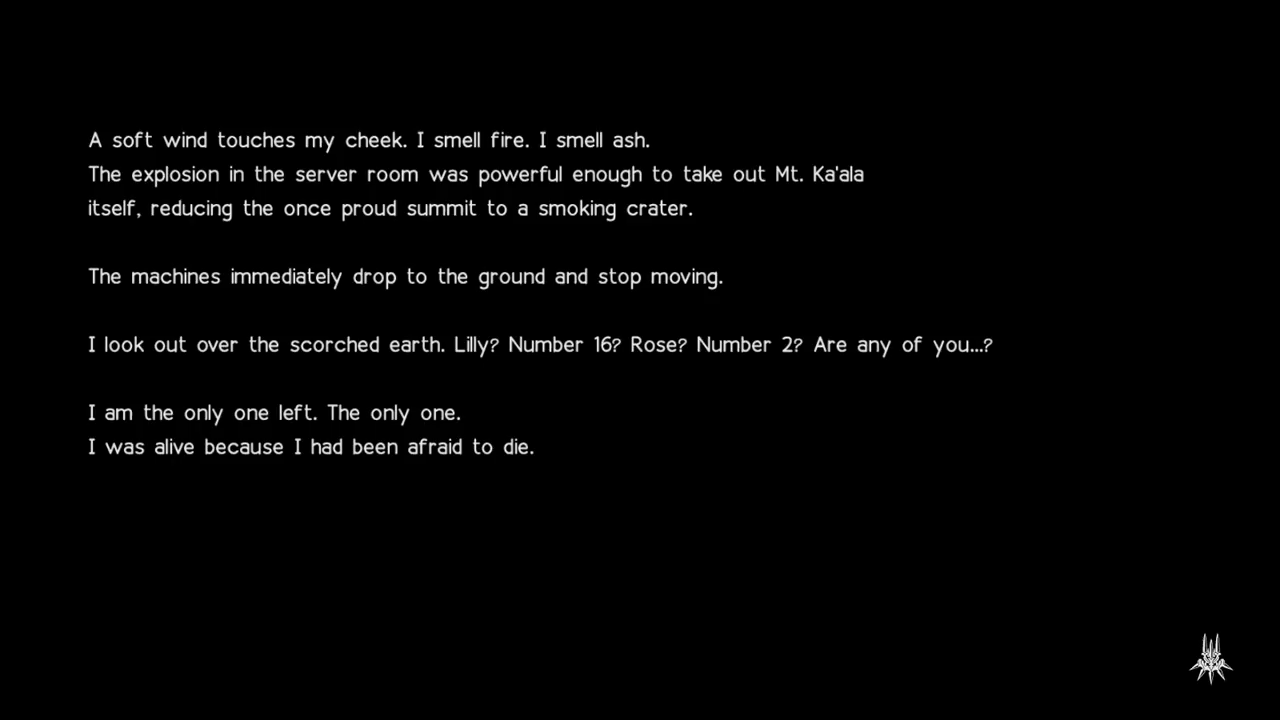 A soft wind touches my cheek. I smell fire. I smell ash.
The explosion in the server room was powerful enough to take out Mt. Ka'ala
itself, reducing the once proud summit to a smoking crater.
The machines immediately drop to the ground and stop moving.
I look out over the scorched earth. Lilly? Number 16? Rose? Number 2? Are any of you...?
I am the only one left. The only one.
I was alive because I had been afraid to die.